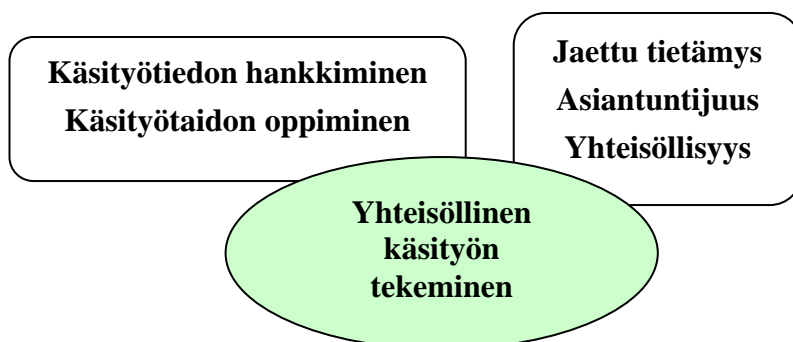 Käsityötiedon hankkiminen
Käsityötaidon oppiminen
Jaettu tietämys
Asiantuntijuus
Yhteisöllisyys
Yhteisöllinen
käsityön
tekeminen